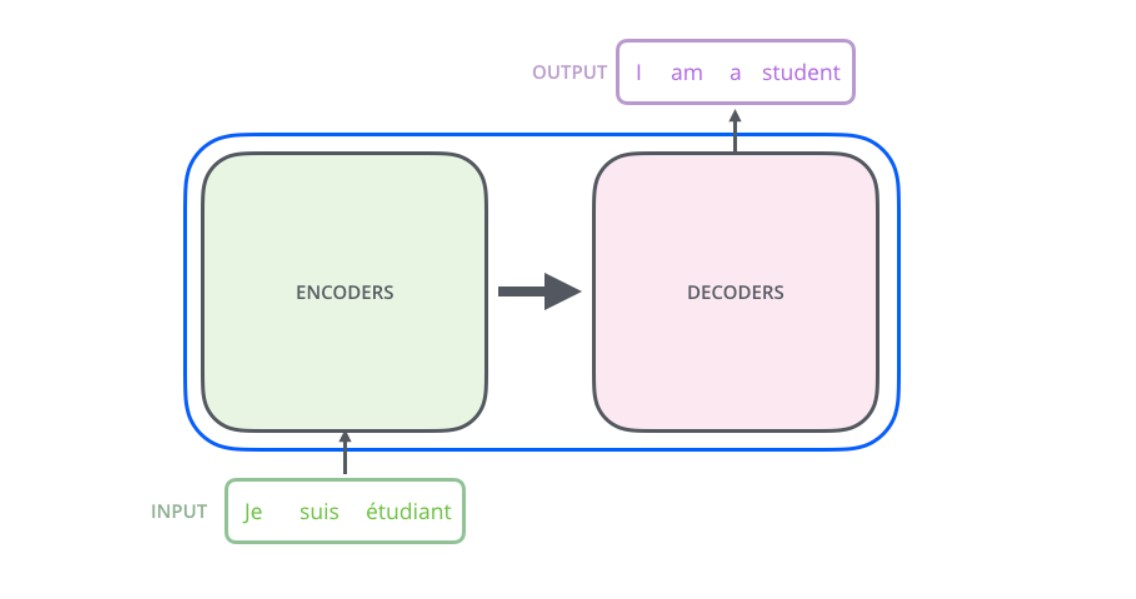 OUTPUT I am a student
ENCODERS DECODERS
INPUT Je suis étudiant